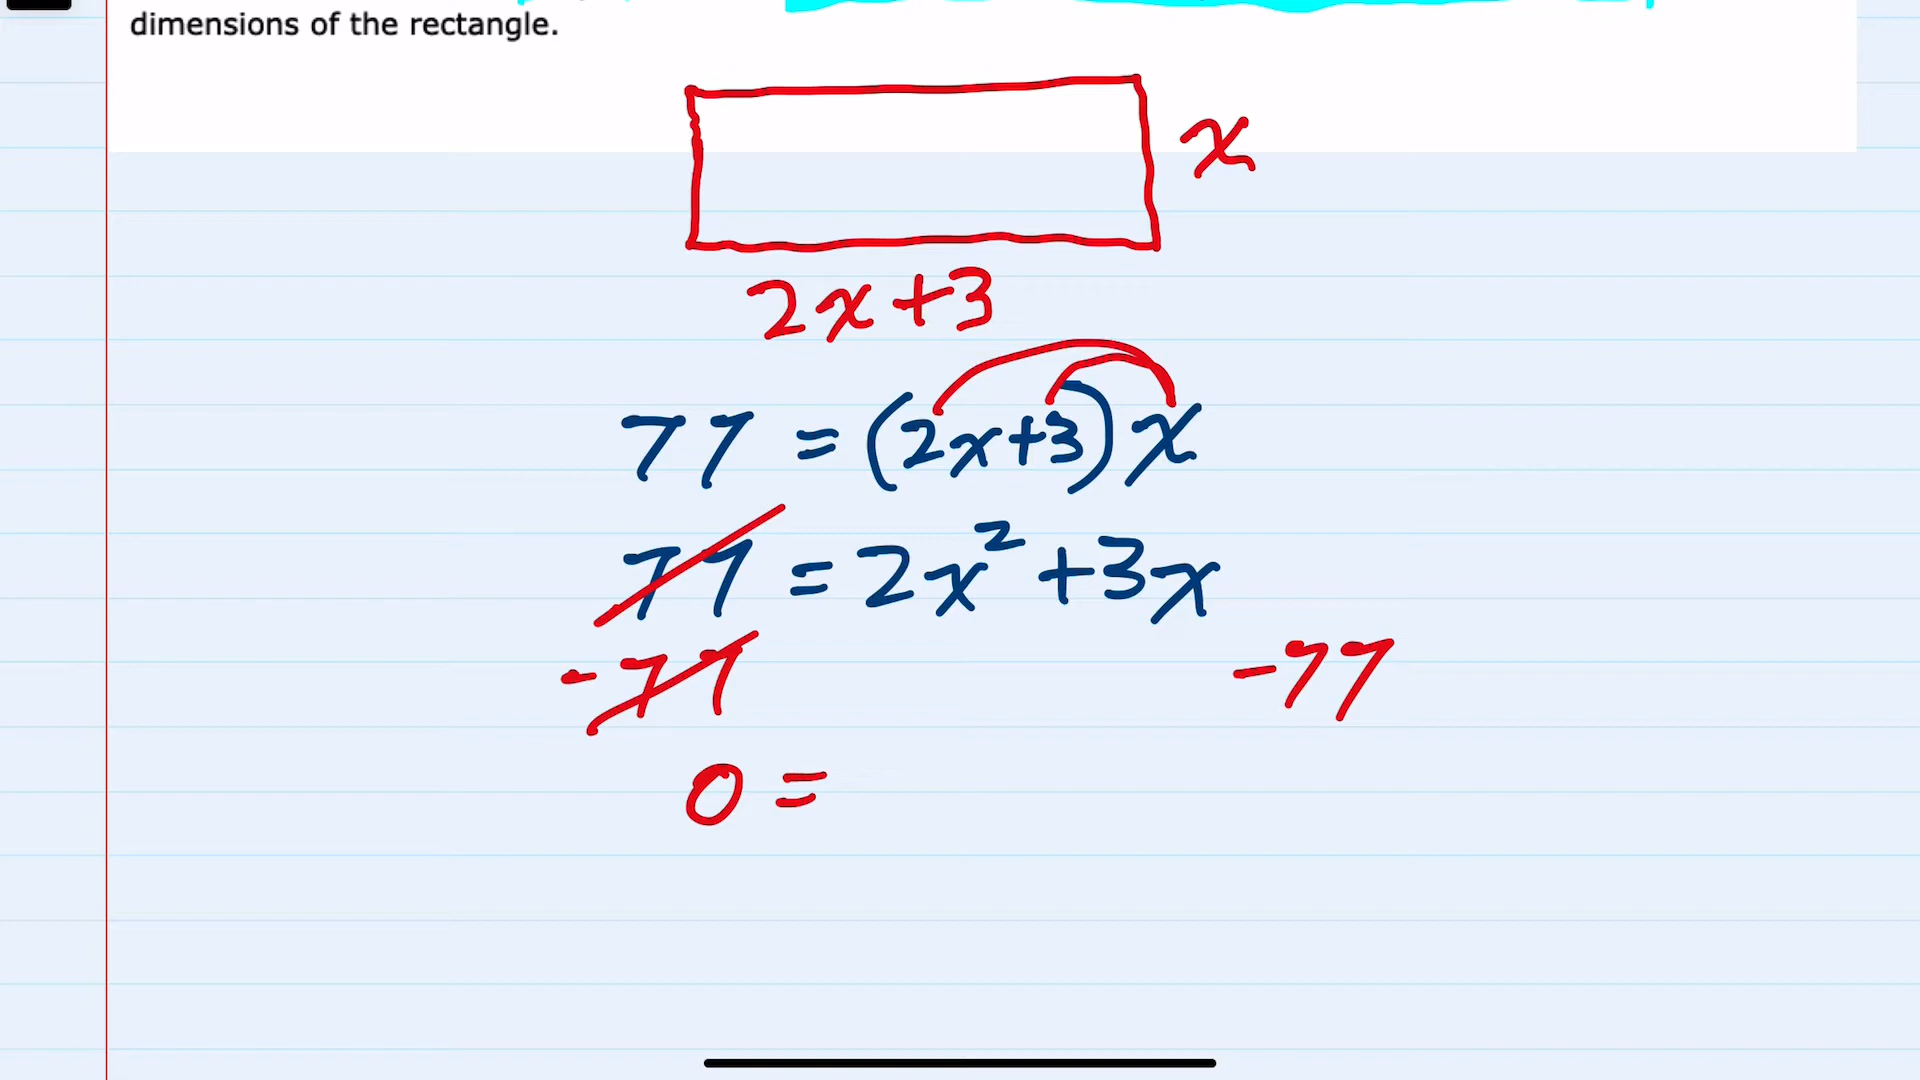 dimensions of the rectangle.
x
2x+3
77 = (2x+3)x
77 = 2x² +3x
-77 -77
0 =